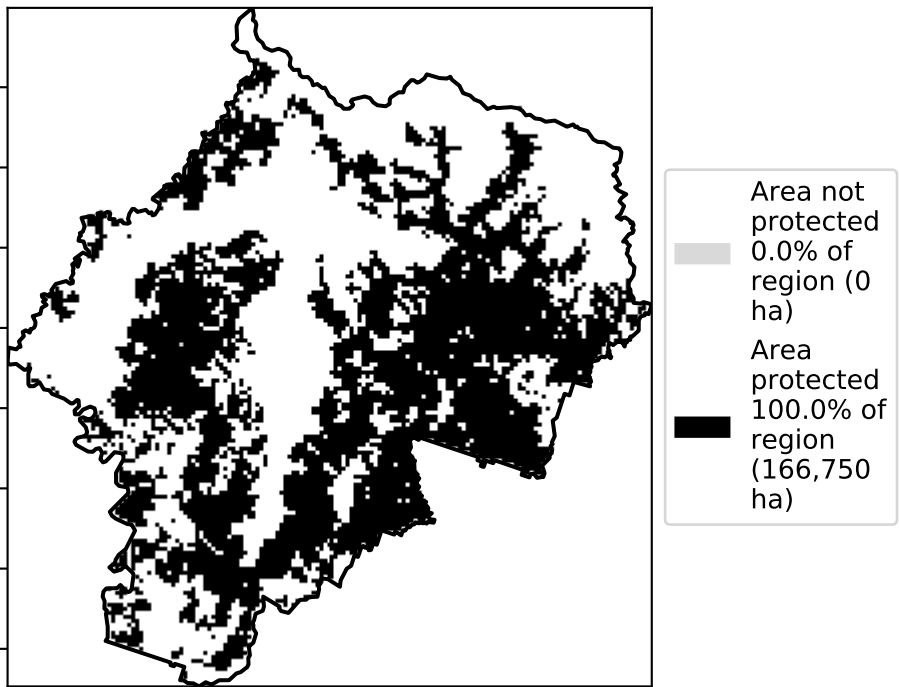 Area not
protected
0.0% of
region (0
ha)
Area
protected
100.0% of
region
(166,750
ha)